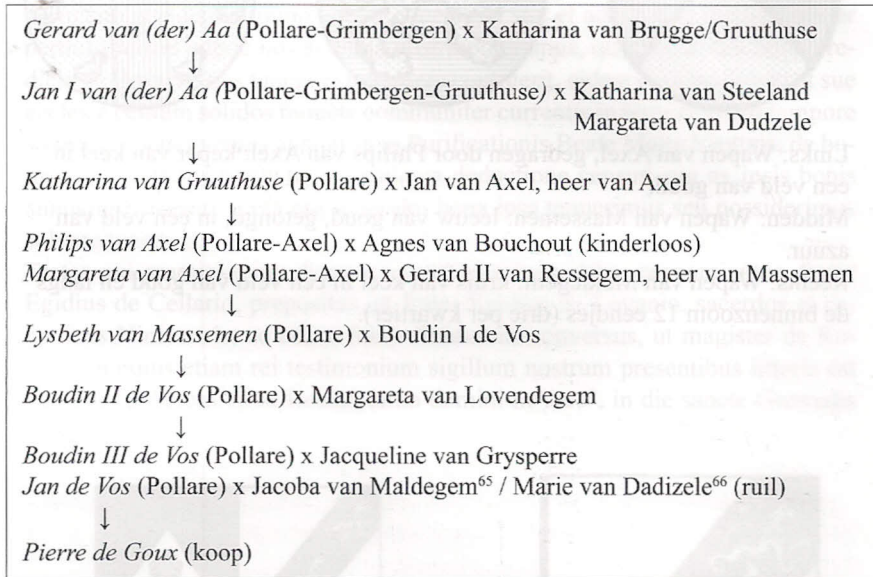 Gerard van (der) Aa (Pollare-Grimbergen) x Katharina van Brugge/Gruuthuse
↓
Jan I van (der) Aa (Pollare-Grimbergen-Gruuthuse) x Katharina van Steeland
Margareta van Dudzele
↓
Katharina van Gruuthuse (Pollare) x Jan van Axel, heer van Axel
↓
Philips van Axel (Pollare-Axel) x Agnes van Bouchout (kinderloos)
Margareta van Axel (Pollare-Axel) x Gerard II van Ressegem, heer van Massemen
↓
Lysbeth van Massemen (Pollare) x Boudin I de Vos
↓
Boudin II de Vos (Pollare) x Margareta van Lovendegem
↓
Boudin III de Vos (Pollare) x Jacqueline van Grysperre
Jan de Vos (Pollare) x Jacoba van Maldegem⁶⁵ / Marie van Dadizele⁶⁶ (ruil)
↓
Pierre de Goux (koop)